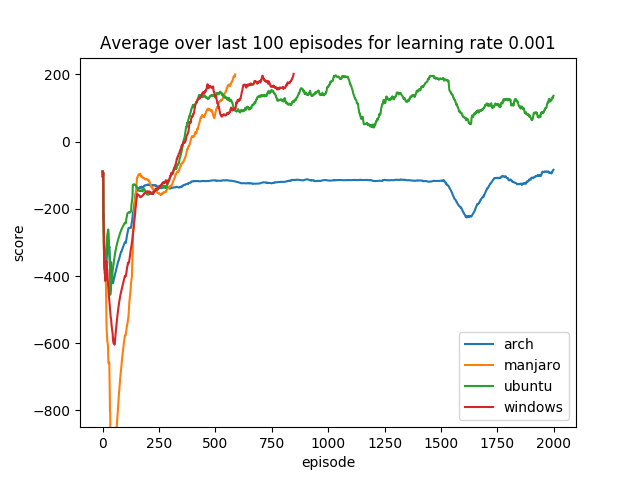 Average over last 100 episodes for learning rate 0.001
200
0
−200
−400
−600
−800
score
0
250
500
750
1000
1250
1500
1750
2000
episode
arch
manjaro
ubuntu
windows